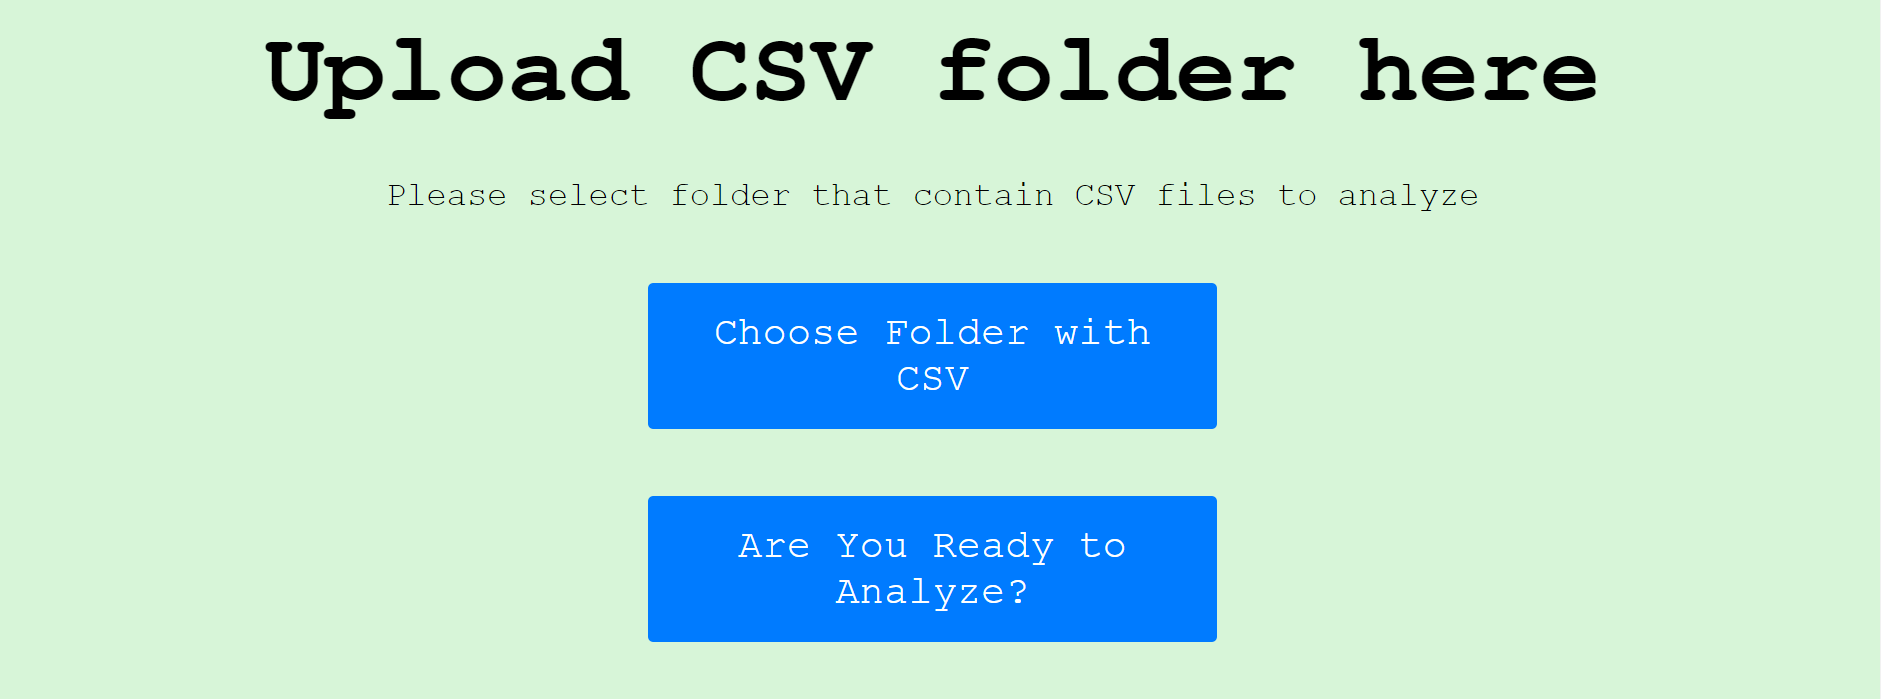 Upload CSV folder here
Please select folder that contain CSV files to analyze
Choose Folder with
CSV
Are You Ready to
Analyze?